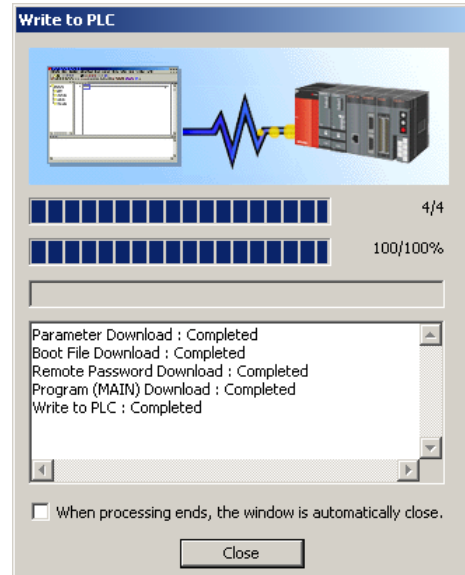 Write to PLC
4/4
100/100%
Parameter Download : Completed
Boot File Download : Completed
Remote Password Download : Completed
Program (MAIN) Download : Completed
Write to PLC : Completed
When processing ends, the window is automatically close.
Close